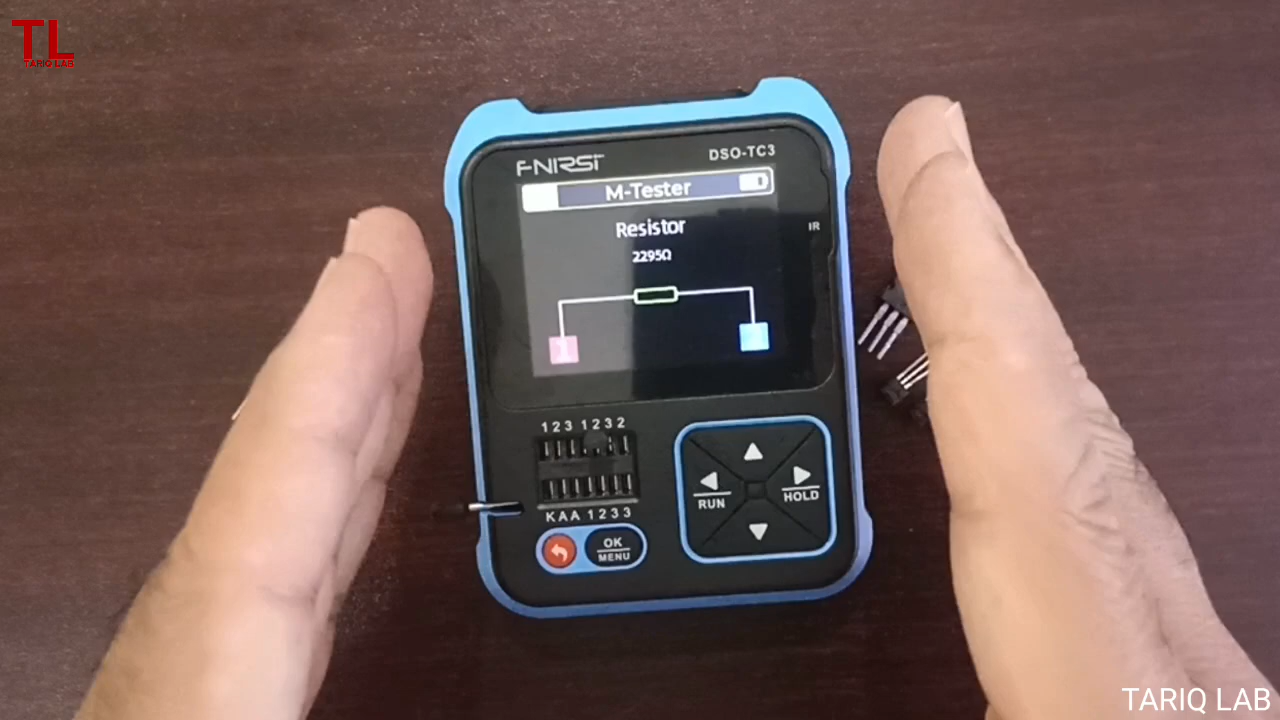 TL
TARIQ LAB
FNIRSI
DSO-TC3
M-Tester
Resistor
2295Ω
1
IR
1 2 3 1 2 3 2
K A A 1 2 3 3
OK
MENU
RUN
HOLD
TARIQ LAB